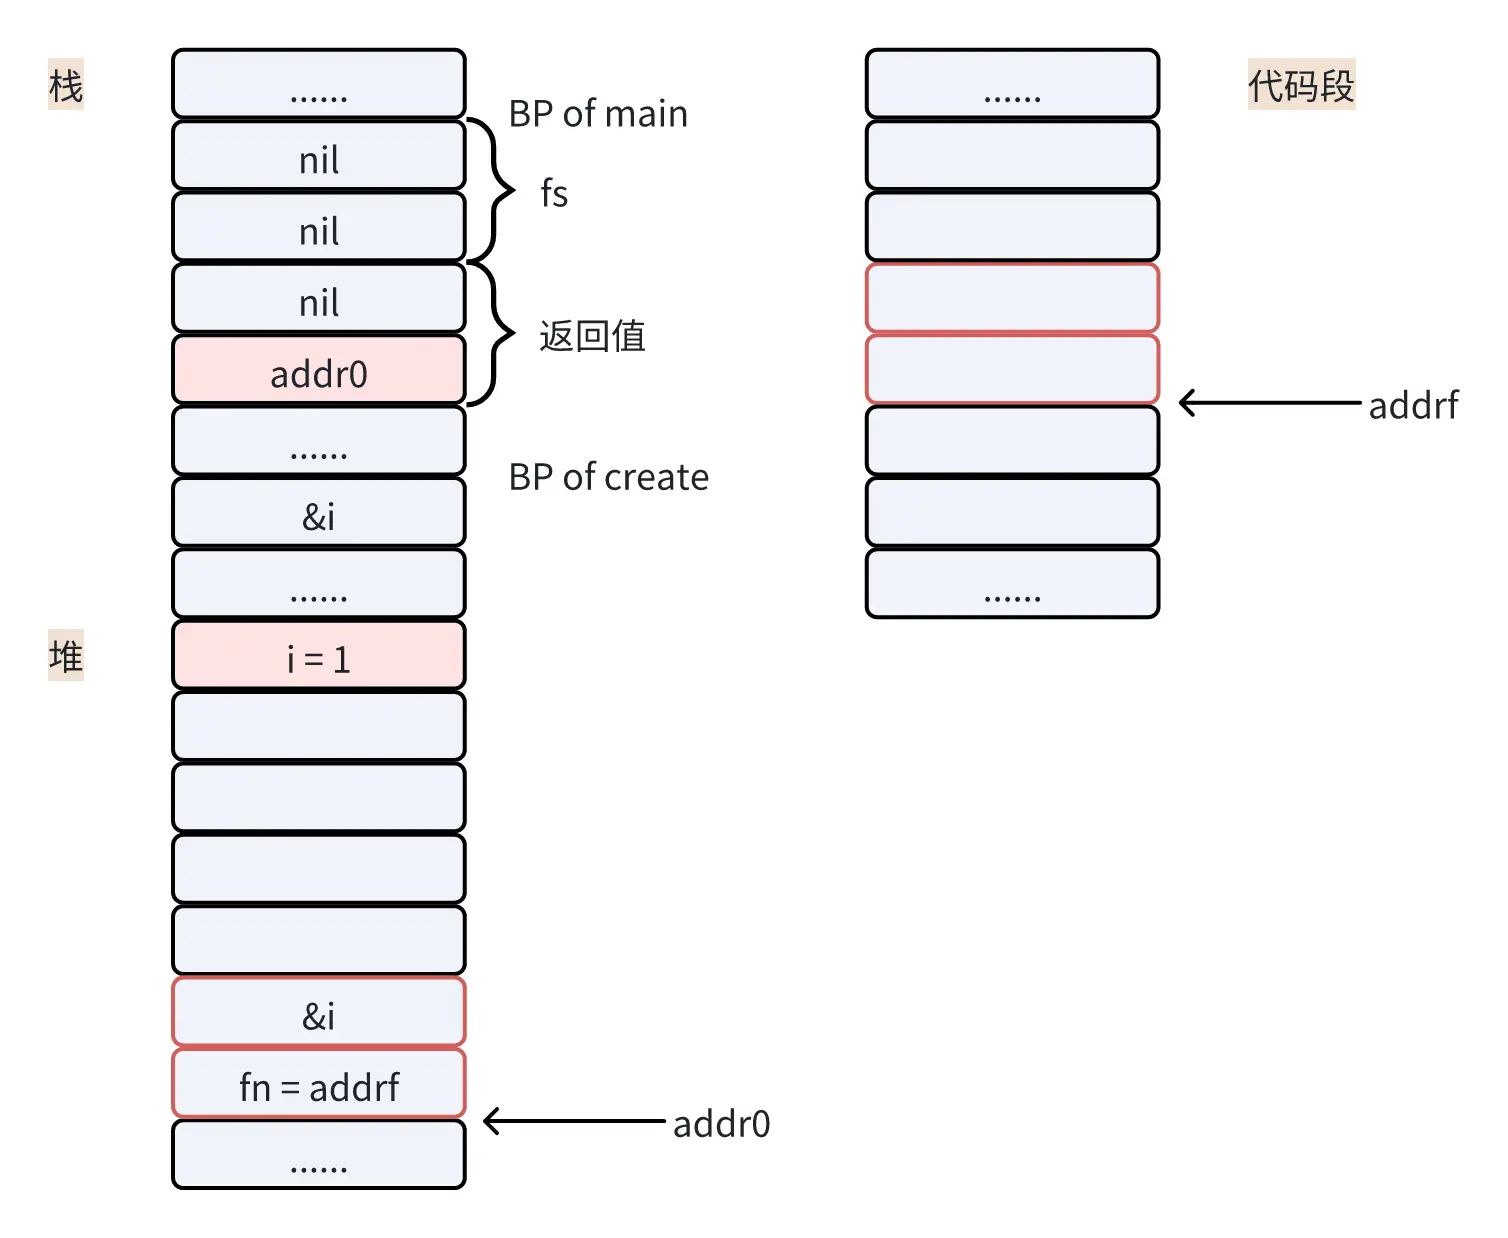 栈
......
BP of main
nil
fs
nil
nil
返回值
addr0
......
BP of create
&i
......
堆
i = 1
&i
fn = addrf
addr0
......
代码段
......
addrf
......